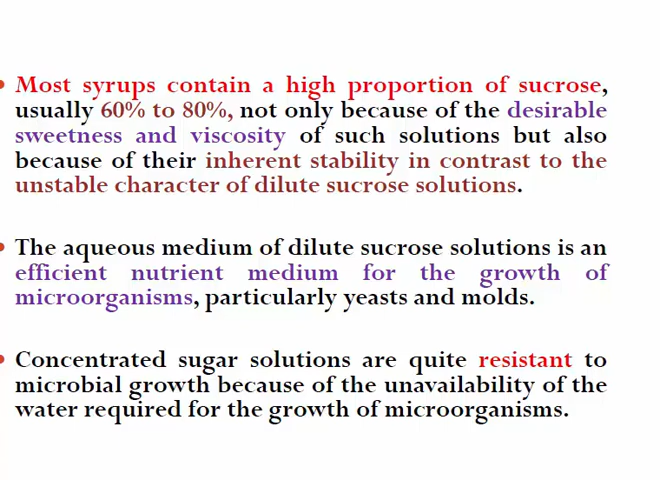 Most syrups contain a high proportion of sucrose,
usually 60% to 80%, not only because of the desirable
sweetness and viscosity of such solutions but also
because of their inherent stability in contrast to the
unstable character of dilute sucrose solutions.
The aqueous medium of dilute sucrose solutions is an
efficient nutrient medium for the growth of
microorganisms, particularly yeasts and molds.
Concentrated sugar solutions are quite resistant to
microbial growth because of the unavailability of the
water required for the growth of microorganisms.